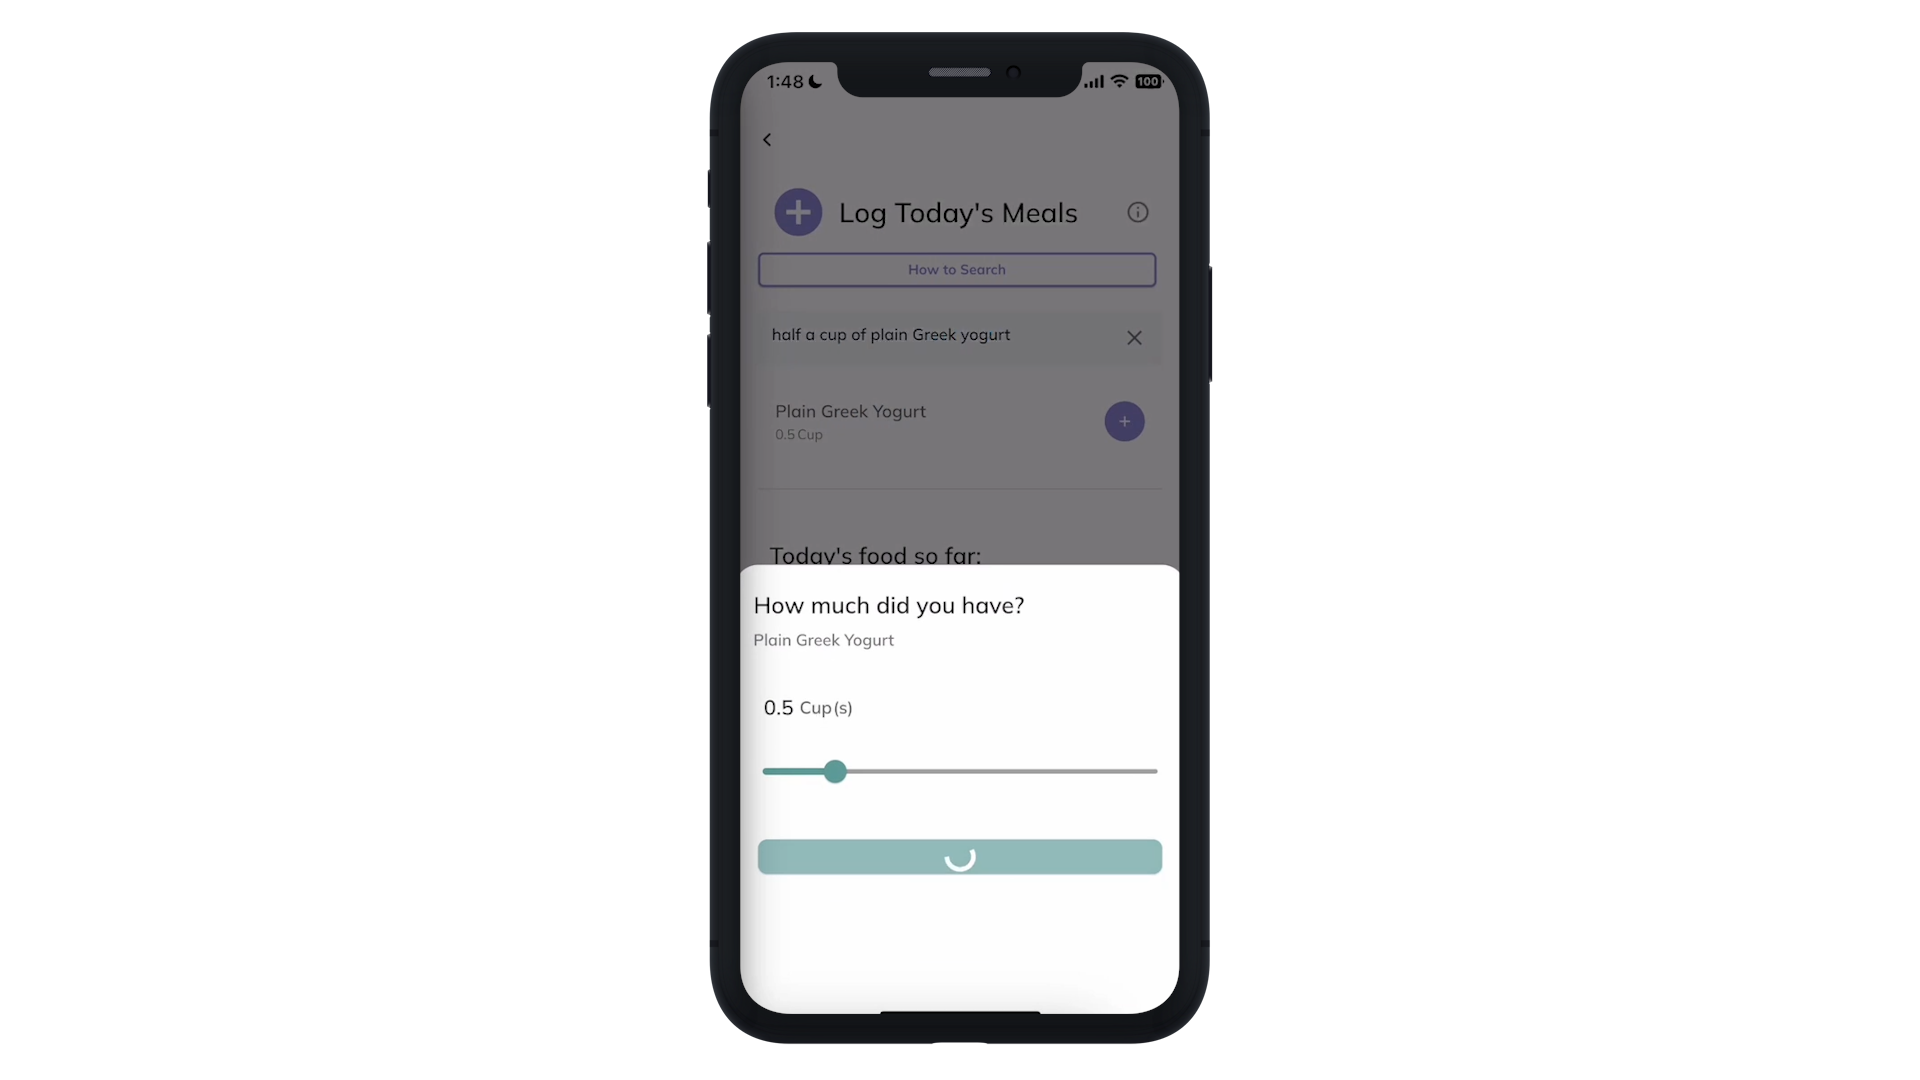 1:48
100
Log Today's Meals
How to Search
half a cup of plain Greek yogurt
Plain Greek Yogurt
0.5 Cup
Today's food so far:
How much did you have?
Plain Greek Yogurt
0.5 Cup(s)